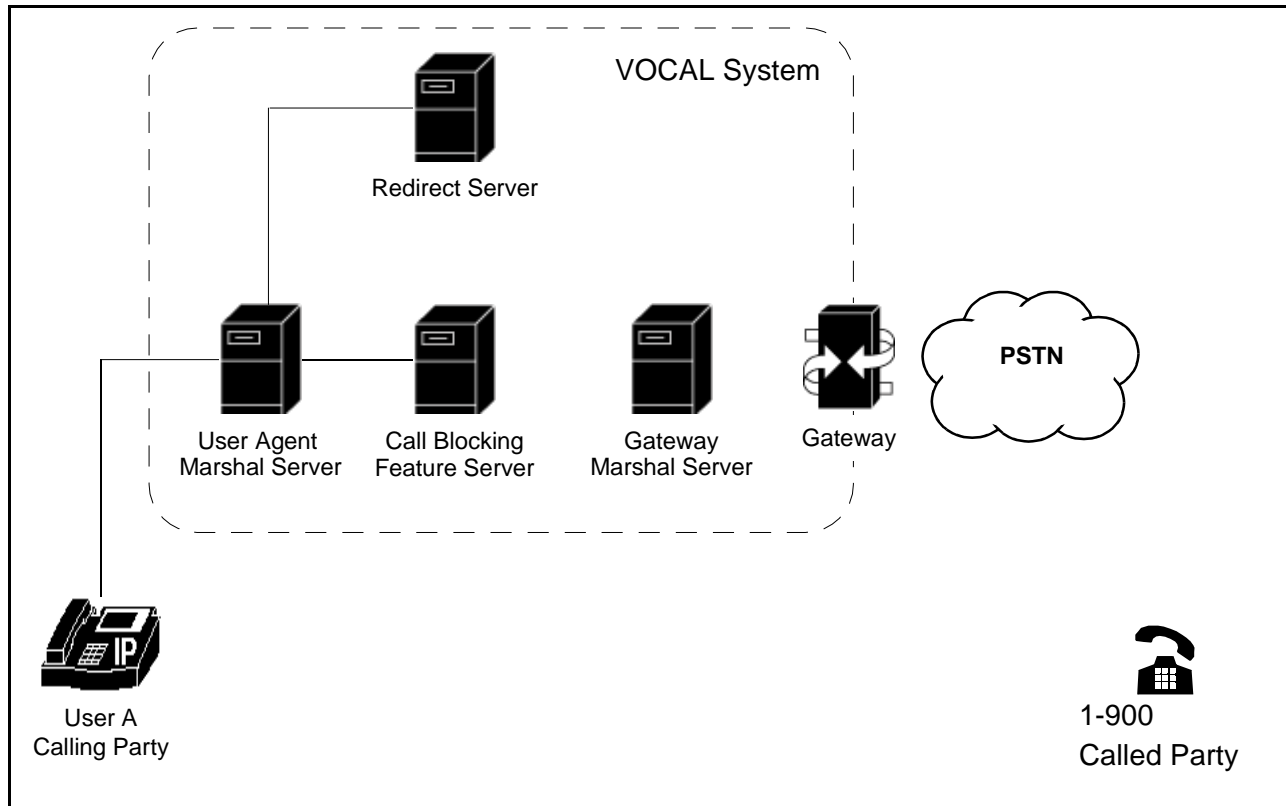 VOCAL System
Redirect Server
User Agent
Marshal Server
Call Blocking
Feature Server
Gateway
Marshal Server
Gateway
PSTN
IP
User A
Calling Party
1-900
Called Party